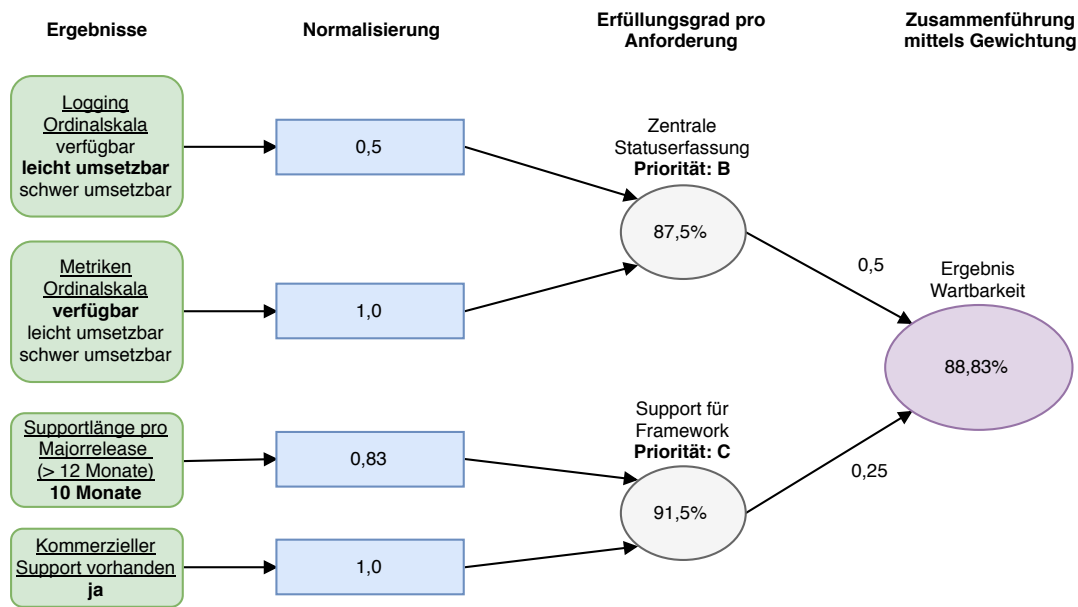 Ergebnisse
Normalisierung
Erfüllungsgrad pro
Anforderung
Zusammenführung
mittels Gewichtung
Logging
Ordinalskala
verfügbar
leicht umsetzbar
schwer umsetzbar
0,5
Zentrale
Statuserfassung
Priorität: B
87,5%
Metriken
Ordinalskala
verfügbar
leicht umsetzbar
schwer umsetzbar
1,0
0,5
Ergebnis
Wartbarkeit
88,83%
Supportlänge pro
Majorrelease
(> 12 Monate)
10 Monate
0,83
Support für
Framework
Priorität: C
91,5%
0,25
Kommerzieller
Support vorhanden
ja
1,0